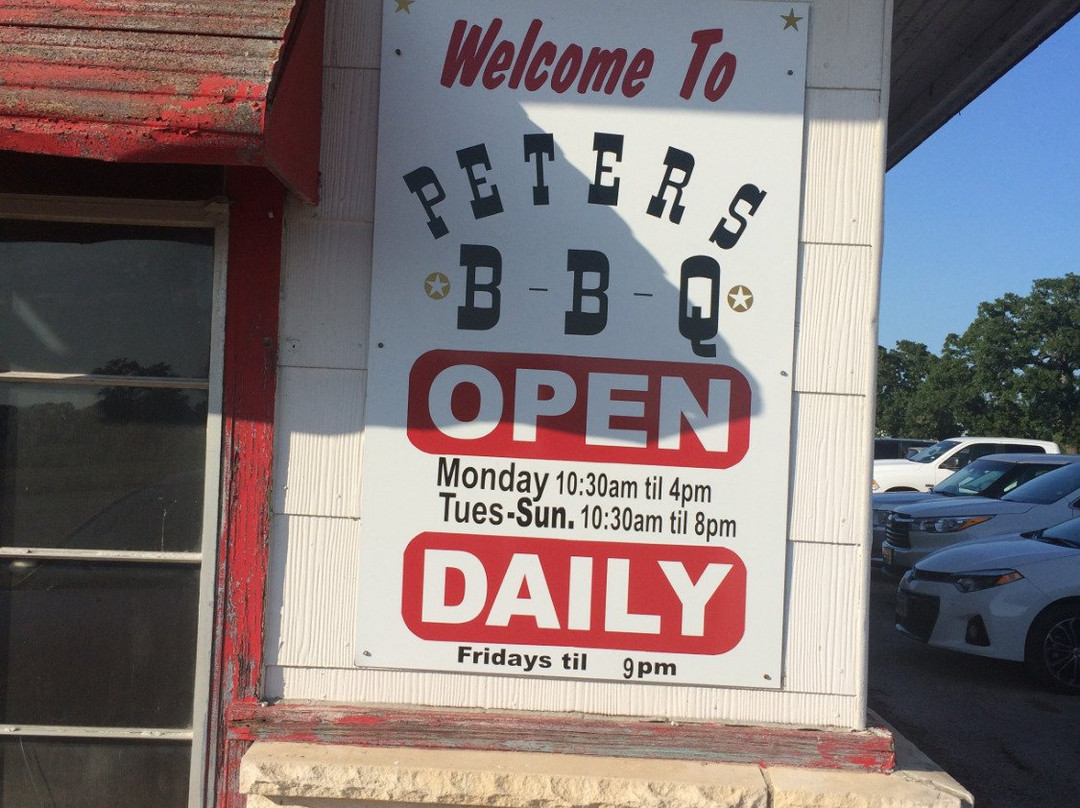 Welcome To
PETERS
B-B-Q
OPEN
Monday 10:30am til 4pm
Tues-Sun. 10:30am til 8pm
DAILY
Fridays til 9pm